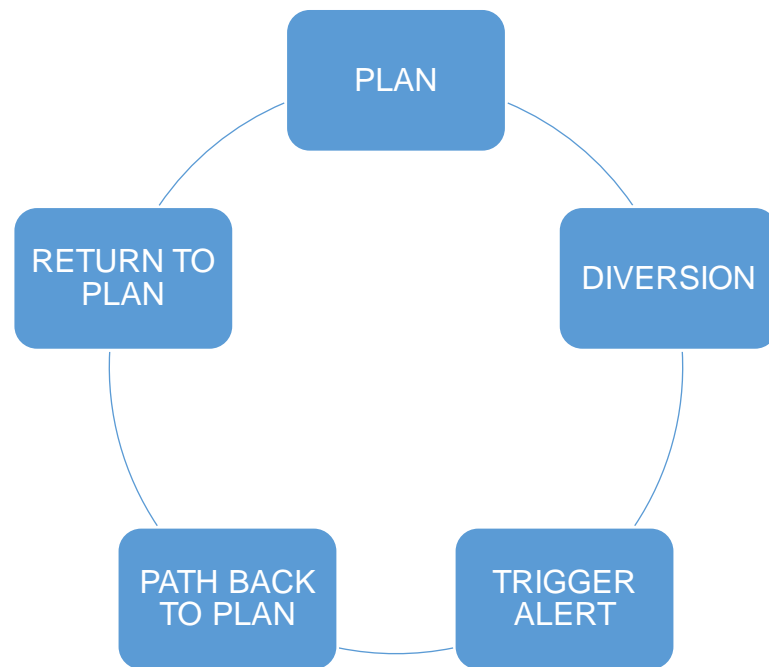 PLAN
DIVERSION
TRIGGER
ALERT
PATH BACK
TO PLAN
RETURN TO
PLAN